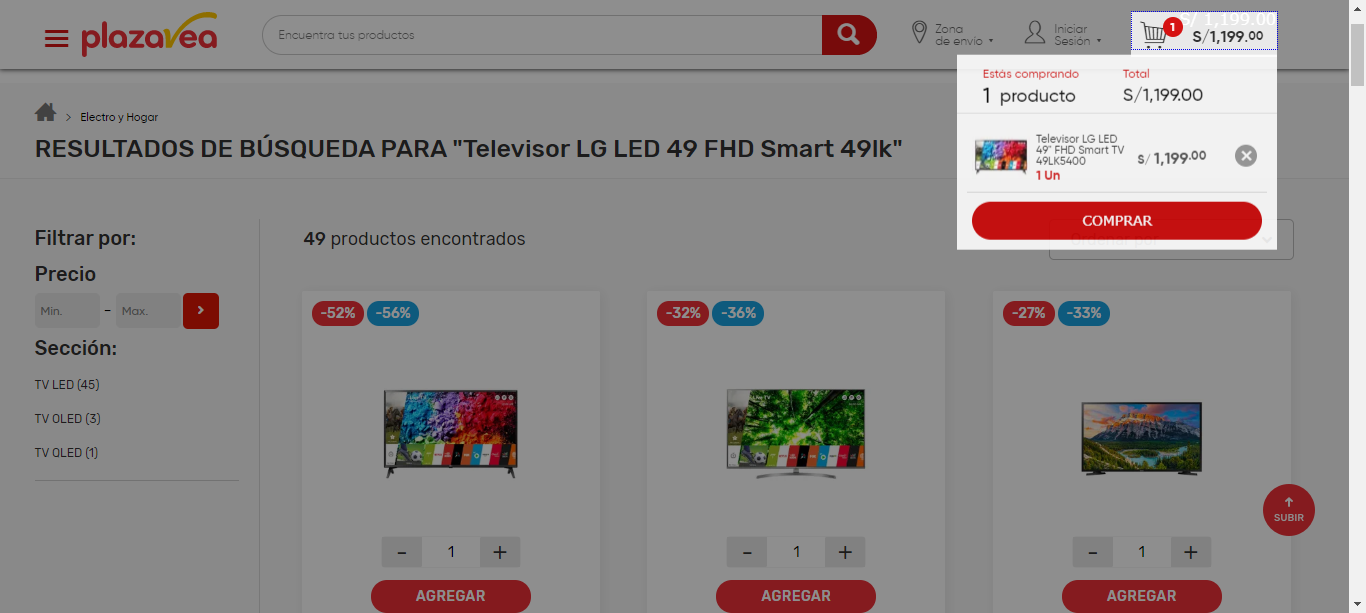 plazavea
Encuentra tus productos
Zona
de envío
Iniciar
Sesión
S/ 1,199.00
1
S/1,199.00
Estás comprando
Total
1 producto
S/1,199.00
Televisor LG LED
49" FHD Smart TV
49LK5400
1 Un
S/ 1,199.00
COMPRAR
Electro y Hogar
RESULTADOS DE BÚSQUEDA PARA "Televisor LG LED 49 FHD Smart 49lk"
Filtrar por:
49 productos encontrados
Ordenar por
Precio
Min. – Max.
Sección:
TV LED (45)
TV OLED (3)
TV QLED (1)
-52% -56%
-32% -36%
-27% -33%
- 1 +
- 1 +
- 1 +
SUBIR
AGREGAR
AGREGAR
AGREGAR